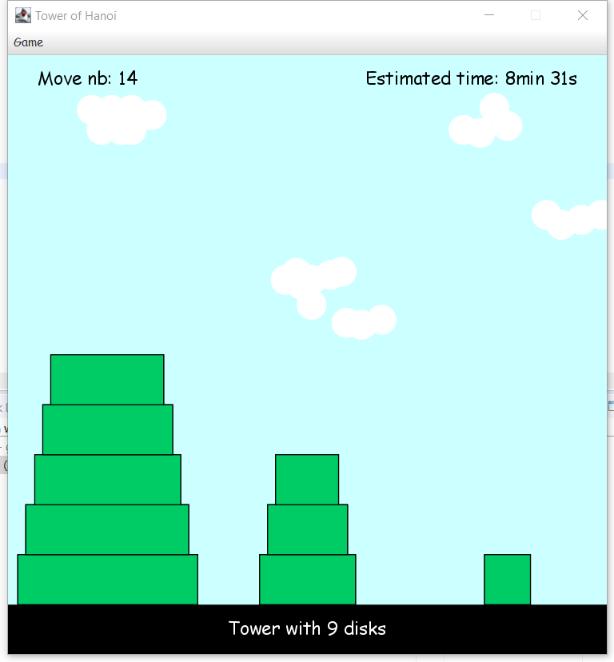 Tower of Hanoï
Game
Move nb: 14
Estimated time: 8min 31s
Tower with 9 disks